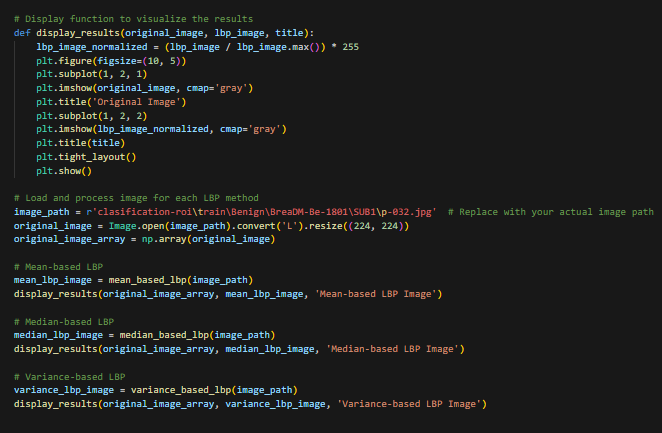 # Display function to visualize the results
def display_results(original_image, lbp_image, title):
    lbp_image_normalized = (lbp_image / lbp_image.max()) * 255
    plt.figure(figsize=(10, 5))
    plt.subplot(1, 2, 1)
    plt.imshow(original_image, cmap='gray')
    plt.title('Original Image')
    plt.subplot(1, 2, 2)
    plt.imshow(lbp_image_normalized, cmap='gray')
    plt.title(title)
    plt.tight_layout()
    plt.show()

# Load and process image for each LBP method
image_path = r'clasification-roi\train\Benign\BreaDM-Be-1801\SUB1\p-032.jpg'  # Replace with your actual image path
original_image = Image.open(image_path).convert('L').resize((224, 224))
original_image_array = np.array(original_image)

# Mean-based LBP
mean_lbp_image = mean_based_lbp(image_path)
display_results(original_image_array, mean_lbp_image, 'Mean-based LBP Image')

# Median-based LBP
median_lbp_image = median_based_lbp(image_path)
display_results(original_image_array, median_lbp_image, 'Median-based LBP Image')

# Variance-based LBP
variance_lbp_image = variance_based_lbp(image_path)
display_results(original_image_array, variance_lbp_image, 'Variance-based LBP Image')